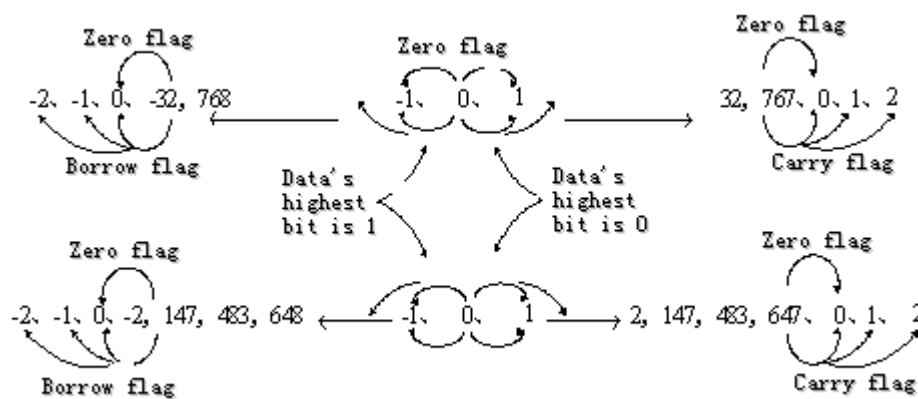 Zero flag
Zero flag
Zero flag
-2、-1、0、-32, 768
-1、 0、 1
32, 767、0、1、2
Borrow flag
Carry flag
Data's
highest
bit is 1
Data's
highest
bit is 0
Zero flag
Zero flag
-2、-1、0、-2, 147, 483, 648
-1、 0、 1
2, 147, 483, 647、0、1、 2
Borrow flag
Carry flag